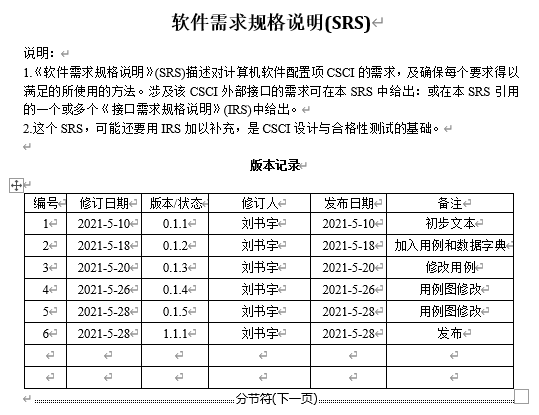 软件需求规格说明(SRS)
说明：
1.《软件需求规格说明》(SRS)描述对计算机软件配置项 CSCI 的需求，及确保每个要求得以
满足的所使用的方法。涉及该 CSCI 外部接口的需求可在本 SRS 中给出：或在本 SRS 引用
的一个或多个《接口需求规格说明》(IRS)中给出。
2.这个 SRS，可能还要用 IRS 加以补充，是 CSCI 设计与合格性测试的基础。
版本记录
编号 修订日期 版本/状态 修订人 发布日期 备注
1 2021-5-10 0.1.1 刘书宇 2021-5-10 初步文本
2 2021-5-18 0.1.2 刘书宇 2021-5-18 加入用例和数据字典
3 2021-5-20 0.1.3 刘书宇 2021-5-20 修改用例
4 2021-5-26 0.1.4 刘书宇 2021-5-26 用例图修改
5 2021-5-28 0.1.5 刘书宇 2021-5-28 用例图修改
6 2021-5-28 1.1.1 刘书宇 2021-5-28 发布
分节符(下一页)